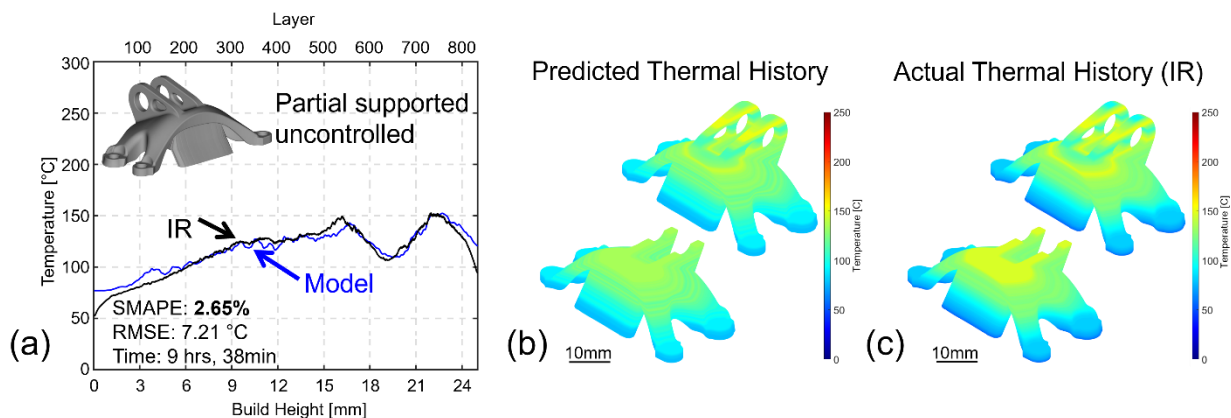 Layer
100 200 300 400 500 600 700 800
300
250
200
150
100
50
0
Temperature [°C]
Partial supported
uncontrolled
IR
Model
SMAPE: 2.65%
RMSE: 7.21 °C
Time: 9 hrs, 38min
(a)
0 3 6 9 12 15 18 21 24
Build Height [mm]
Predicted Thermal History
250
200
150
100
50
0
Temperature [C]
(b)
10mm
Actual Thermal History (IR)
250
200
150
100
50
0
Temperature [C]
(c)
10mm